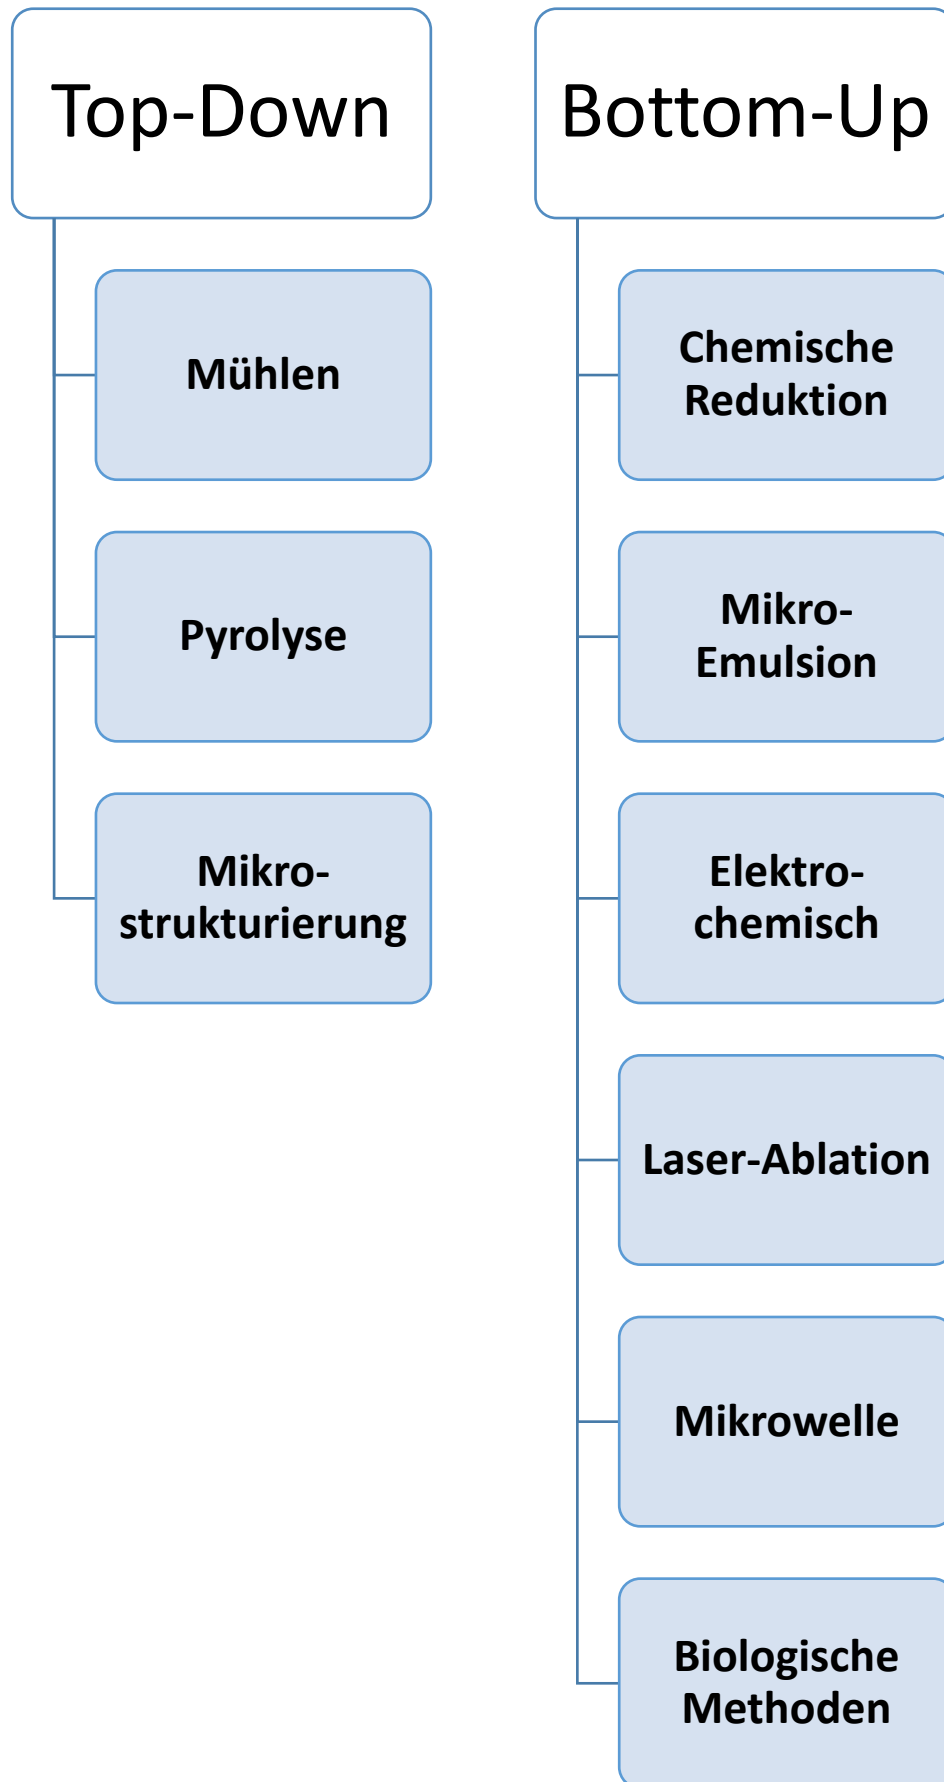 Top-Down
Mühlen
Pyrolyse
Mikro-
strukturierung
Bottom-Up
Chemische
Reduktion
Mikro-
Emulsion
Elektro-
chemisch
Laser-Ablation
Mikrowelle
Biologische
Methoden